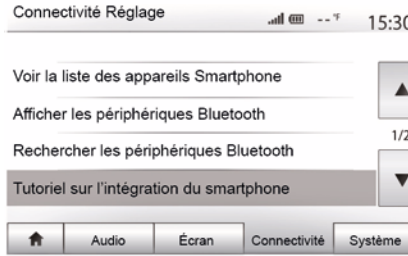 Connectivité Réglage
-- °F 15:30
Voir la liste des appareils Smartphone
Afficher les périphériques Bluetooth
1/2
Rechercher les périphériques Bluetooth
Tutoriel sur l'intégration du smartphone
Audio Écran Connectivité Système